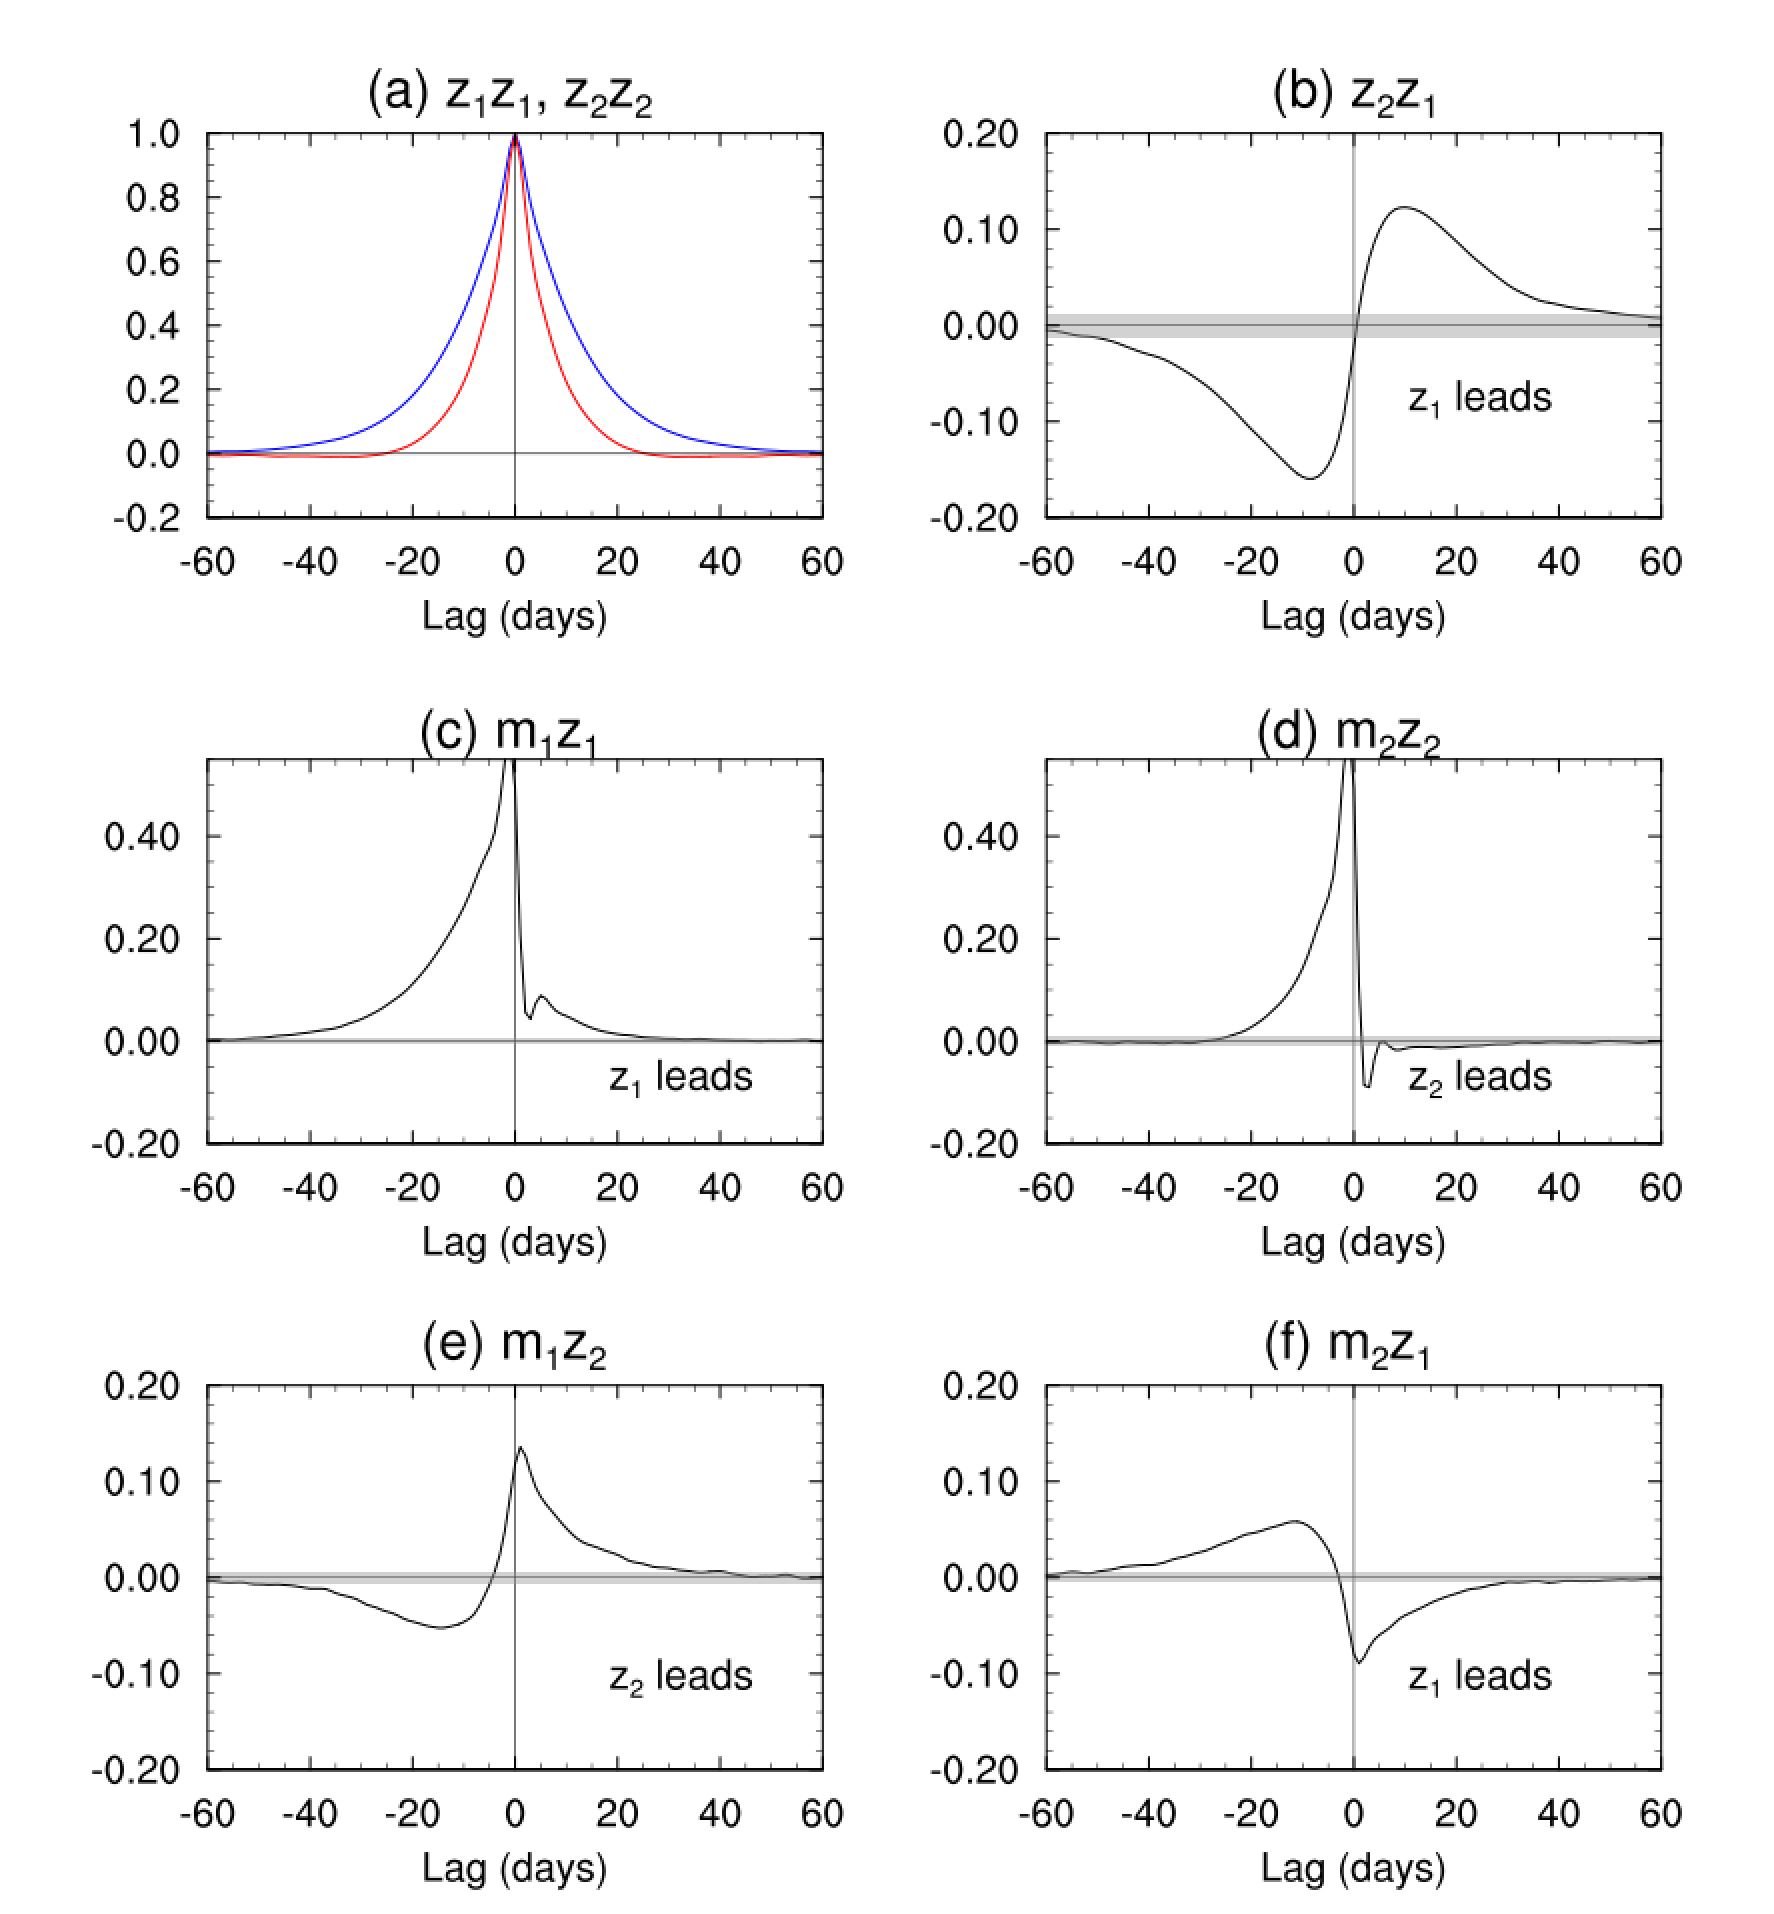 (a) z₁z₁, z₂z₂
1.0
0.8
0.6
0.4
0.2
0.0
-0.2
-60 -40 -20 0 20 40 60
Lag (days)
(b) z₂z₁
0.20
0.10
0.00
-0.10
-0.20
z₁ leads
-60 -40 -20 0 20 40 60
Lag (days)
(c) m₁z₁
0.40
0.20
0.00
-0.20
z₁ leads
-60 -40 -20 0 20 40 60
Lag (days)
(d) m₂z₂
0.40
0.20
0.00
-0.20
z₂ leads
-60 -40 -20 0 20 40 60
Lag (days)
(e) m₁z₂
0.20
0.10
0.00
-0.10
-0.20
z₂ leads
-60 -40 -20 0 20 40 60
Lag (days)
(f) m₂z₁
0.20
0.10
0.00
-0.10
-0.20
z₁ leads
-60 -40 -20 0 20 40 60
Lag (days)